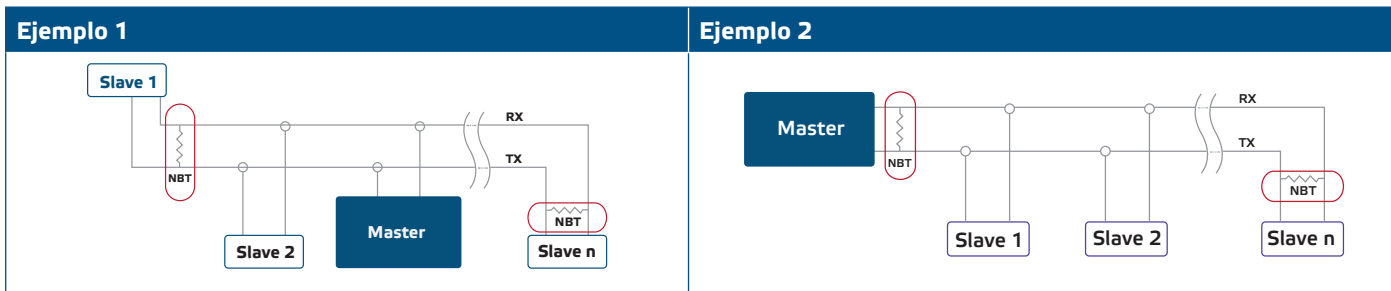 Ejemplo 1
Slave 1
RX
TX
NBT
NBT
Master
Slave 2
Slave n
Ejemplo 2
Master
RX
TX
NBT
NBT
Slave 1
Slave 2
Slave n